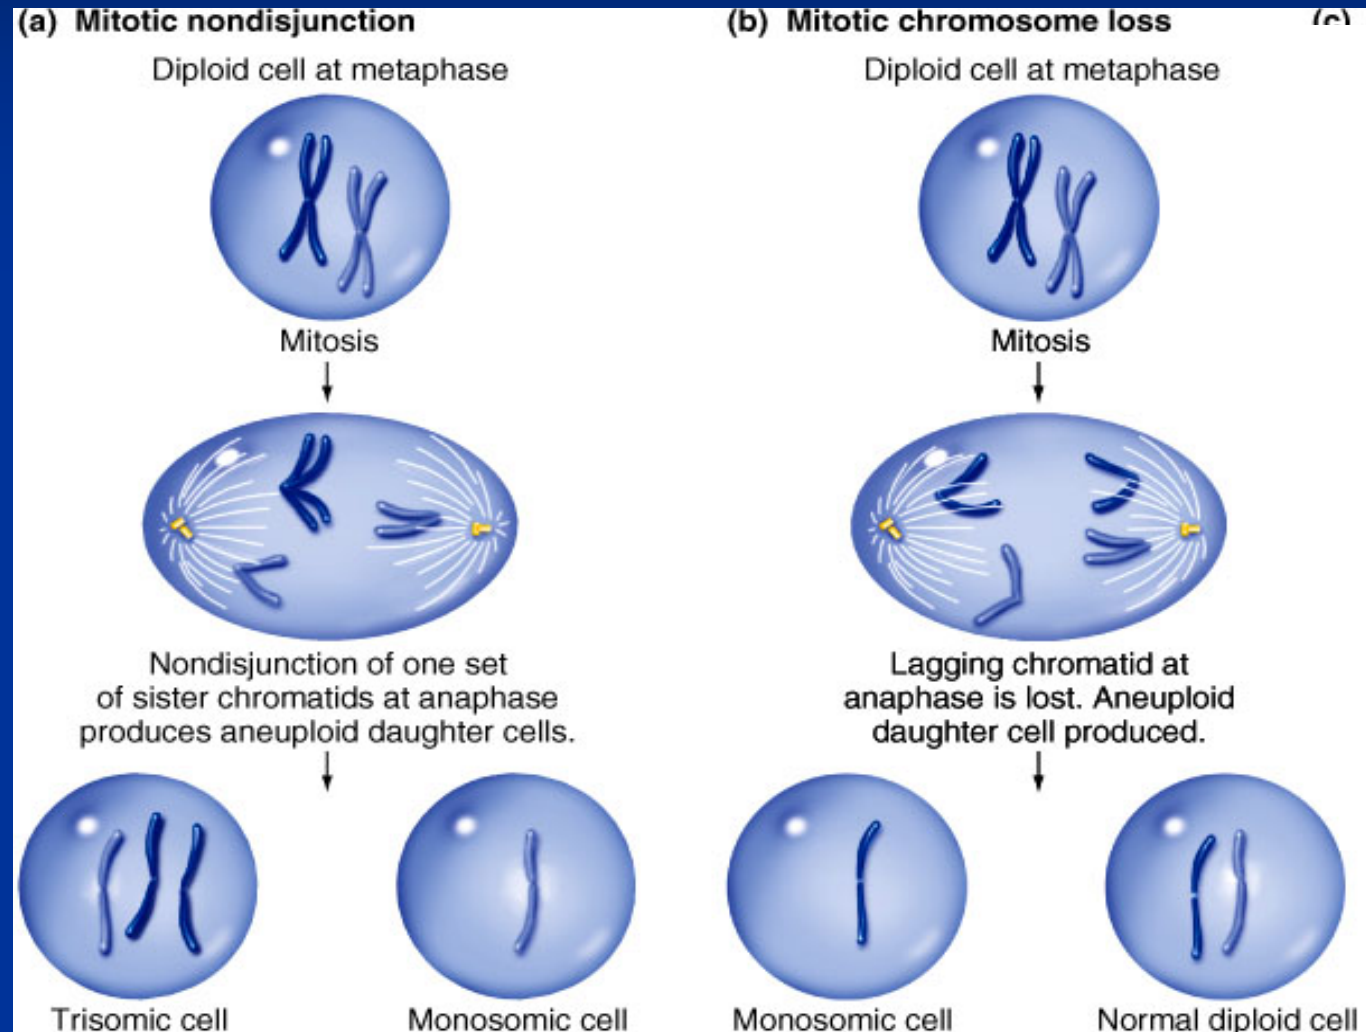 (a) Mitotic nondisjunction
Diploid cell at metaphase
Mitosis
Nondisjunction of one set
of sister chromatids at anaphase
produces aneuploid daughter cells.
Trisomic cell
Monosomic cell
(b) Mitotic chromosome loss
Diploid cell at metaphase
Mitosis
Lagging chromatid at
anaphase is lost. Aneuploid
daughter cell produced.
Monosomic cell
Normal diploid cell
(c)